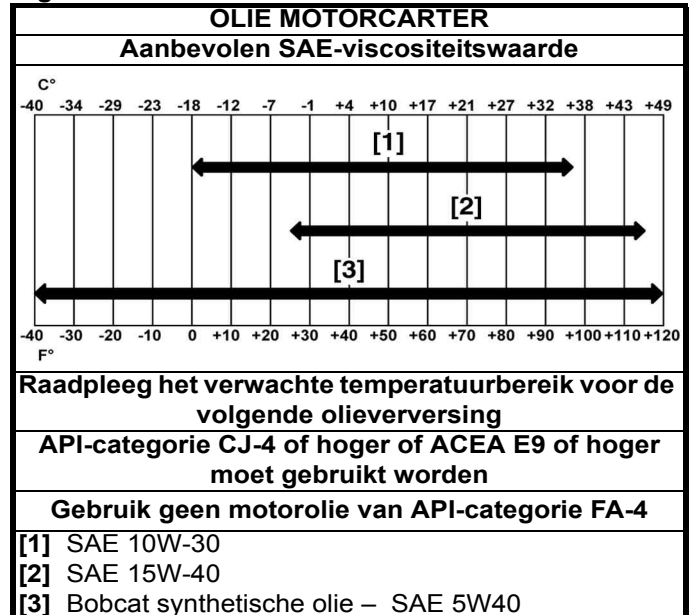 OLIE MOTORCARTER
Aanbevolen SAE-viscositeitswaarde
C°
-40 -34 -29 -23 -18 -12 -7 -1 +4 +10 +17 +21 +27 +32 +38 +43 +49
[1]
[2]
[3]
-40 -30 -20 -10 0 +10 +20 +30 +40 +50 +60 +70 +80 +90 +100 +110 +120
F°
Raadpleeg het verwachte temperatuurbereik voor de
volgende olieverversing
API-categorie CJ-4 of hoger of ACEA E9 of hoger
moet gebruikt worden
Gebruik geen motorolie van API-categorie FA-4
[1] SAE 10W-30
[2] SAE 15W-40
[3] Bobcat synthetische olie – SAE 5W40